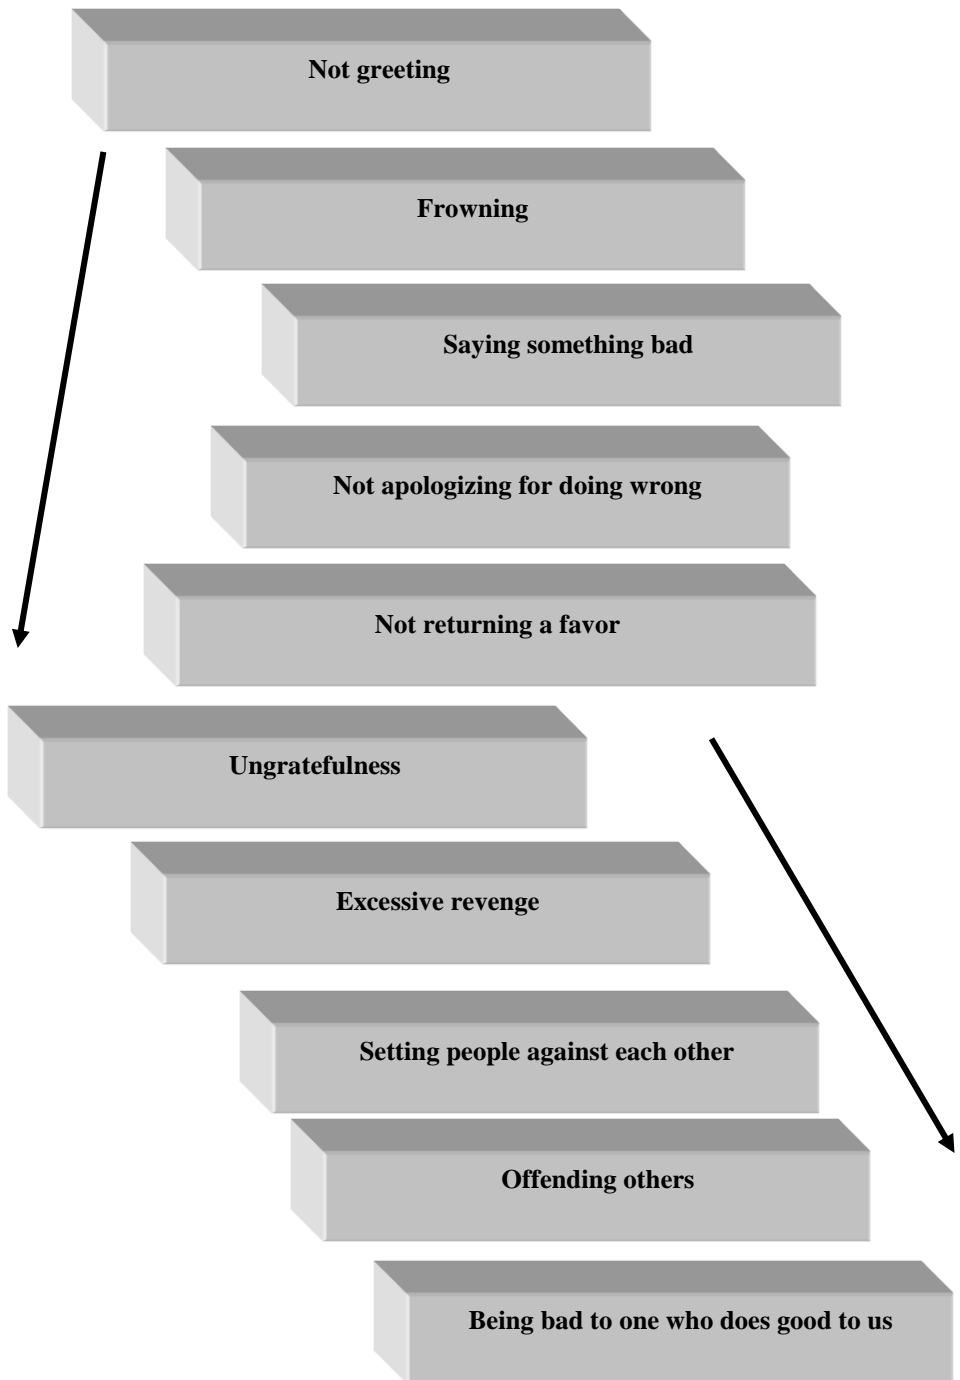 Not greeting
Frowning
Saying something bad
Not apologizing for doing wrong
Not returning a favor
Ungratefulness
Excessive revenge
Setting people against each other
Offending others
Being bad to one who does good to us